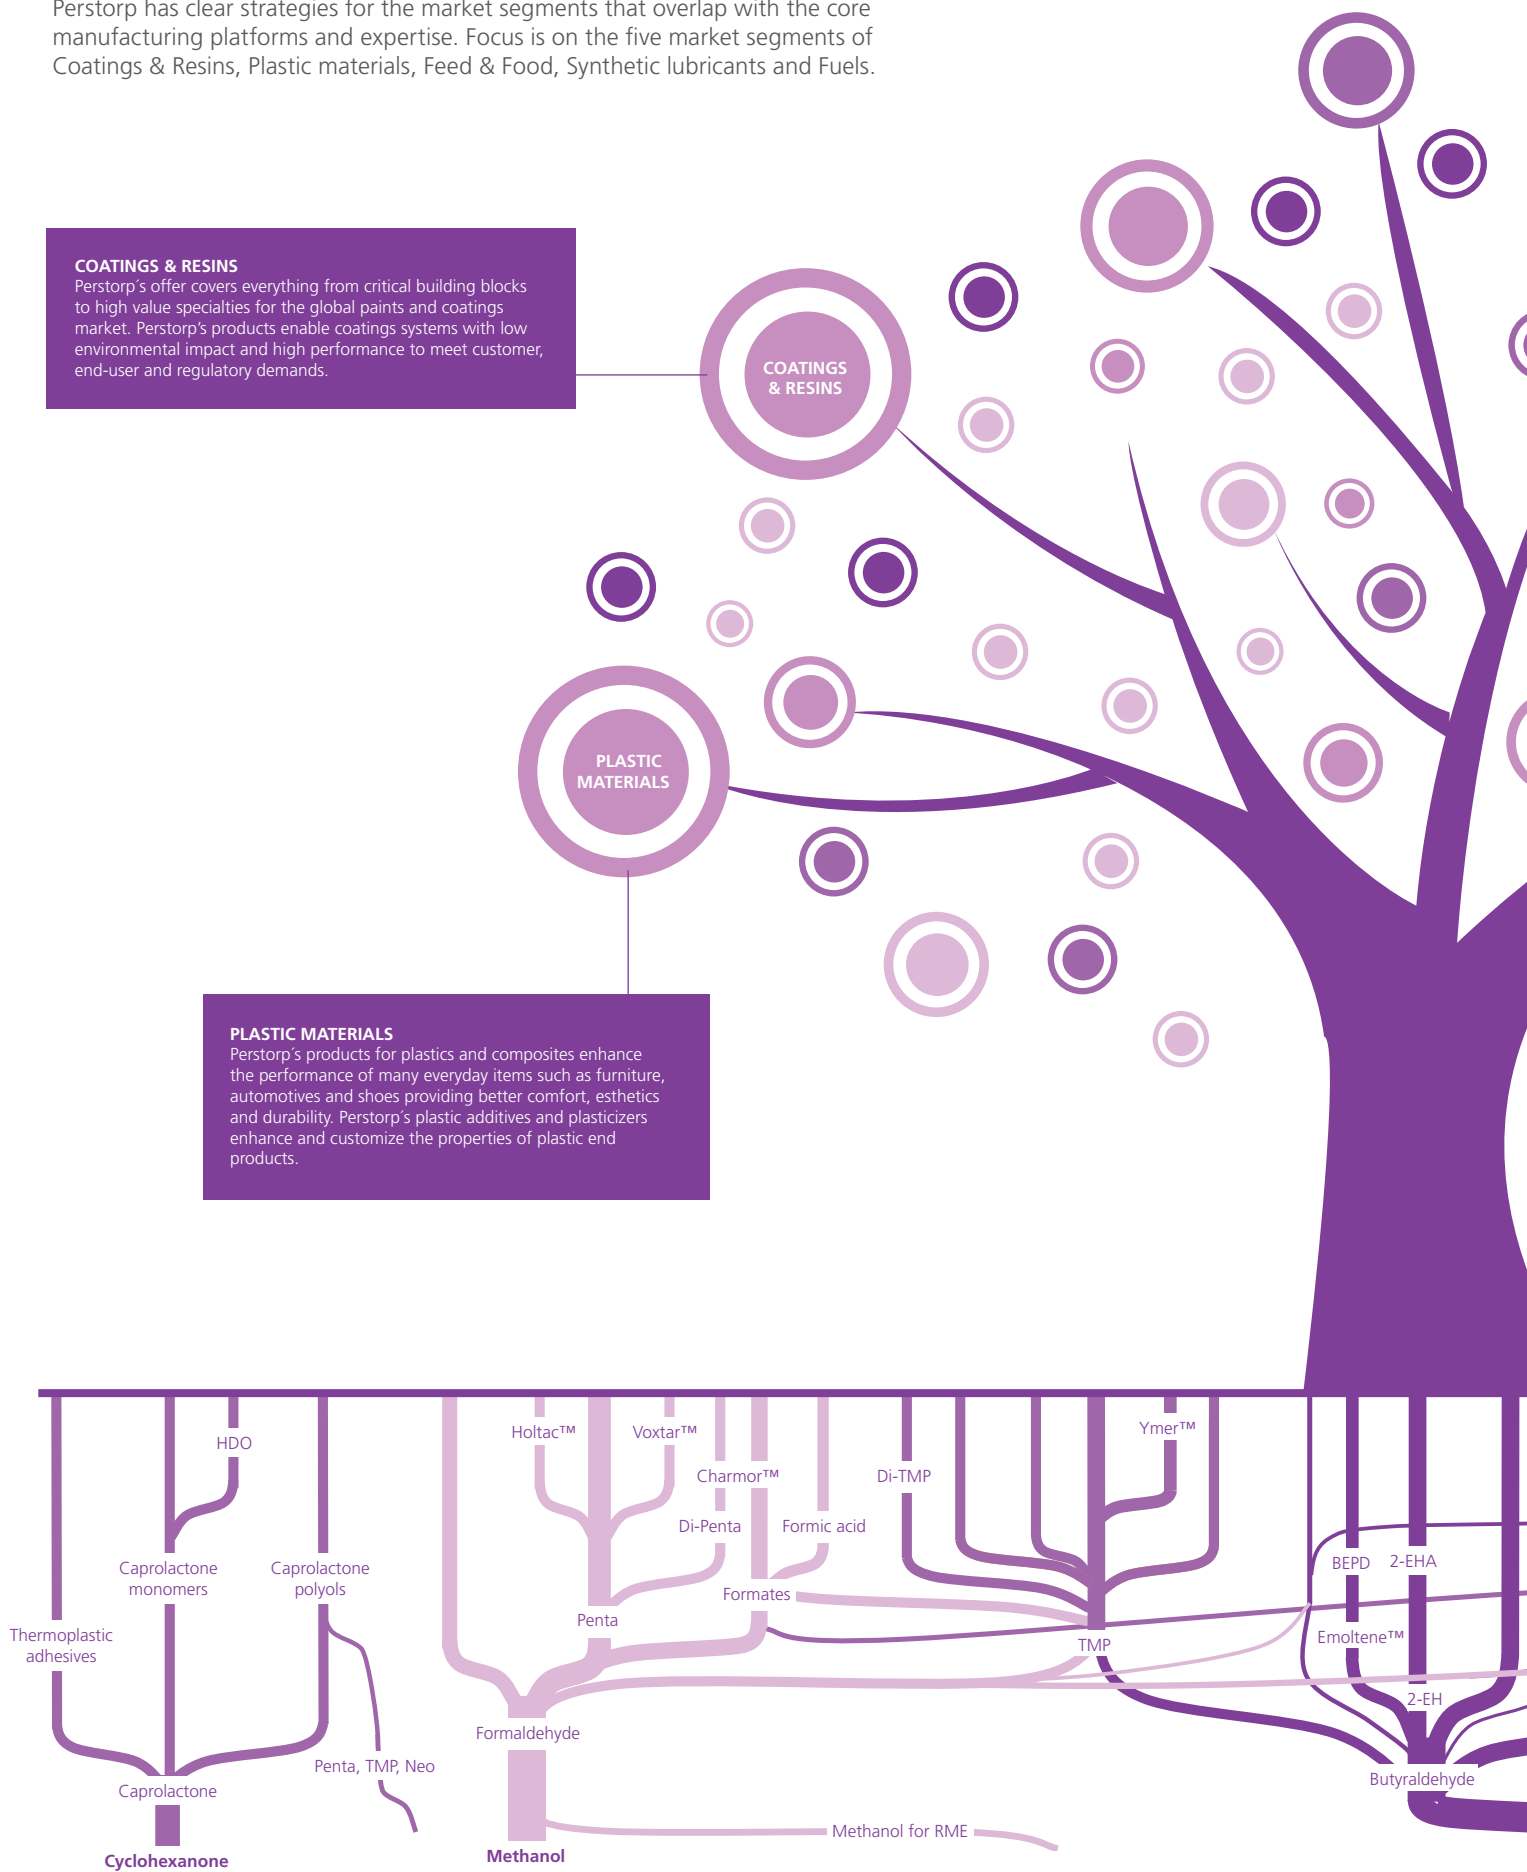 Perstorp has clear strategies for the market segments that overlap with the core
manufacturing platforms and expertise. Focus is on the five market segments of
Coatings & Resins, Plastic materials, Feed & Food, Synthetic lubricants and Fuels.
COATINGS & RESINS
Perstorp´s offer covers everything from critical building blocks
to high value specialties for the global paints and coatings
market. Perstorp’s products enable coatings systems with low
environmental impact and high performance to meet customer,
end-user and regulatory demands.
COATINGS
& RESINS
PLASTIC
MATERIALS
PLASTIC MATERIALS
Perstorp´s products for plastics and composites enhance
the performance of many everyday items such as furniture,
automotives and shoes providing better comfort, esthetics
and durability. Perstorp´s plastic additives and plasticizers
enhance and customize the properties of plastic end
products.
HDO
Holtac™
Voxtar™
Ymer™
Charmor™
Di-TMP
Di-Penta
Formic acid
Caprolactone
monomers
Caprolactone
polyols
BEPD
2-EHA
Formates
Penta
Thermoplastic
adhesives
TMP
Emoltene™
2-EH
Formaldehyde
Penta, TMP, Neo
Butyraldehyde
Caprolactone
Methanol for RME
Cyclohexanone
Methanol